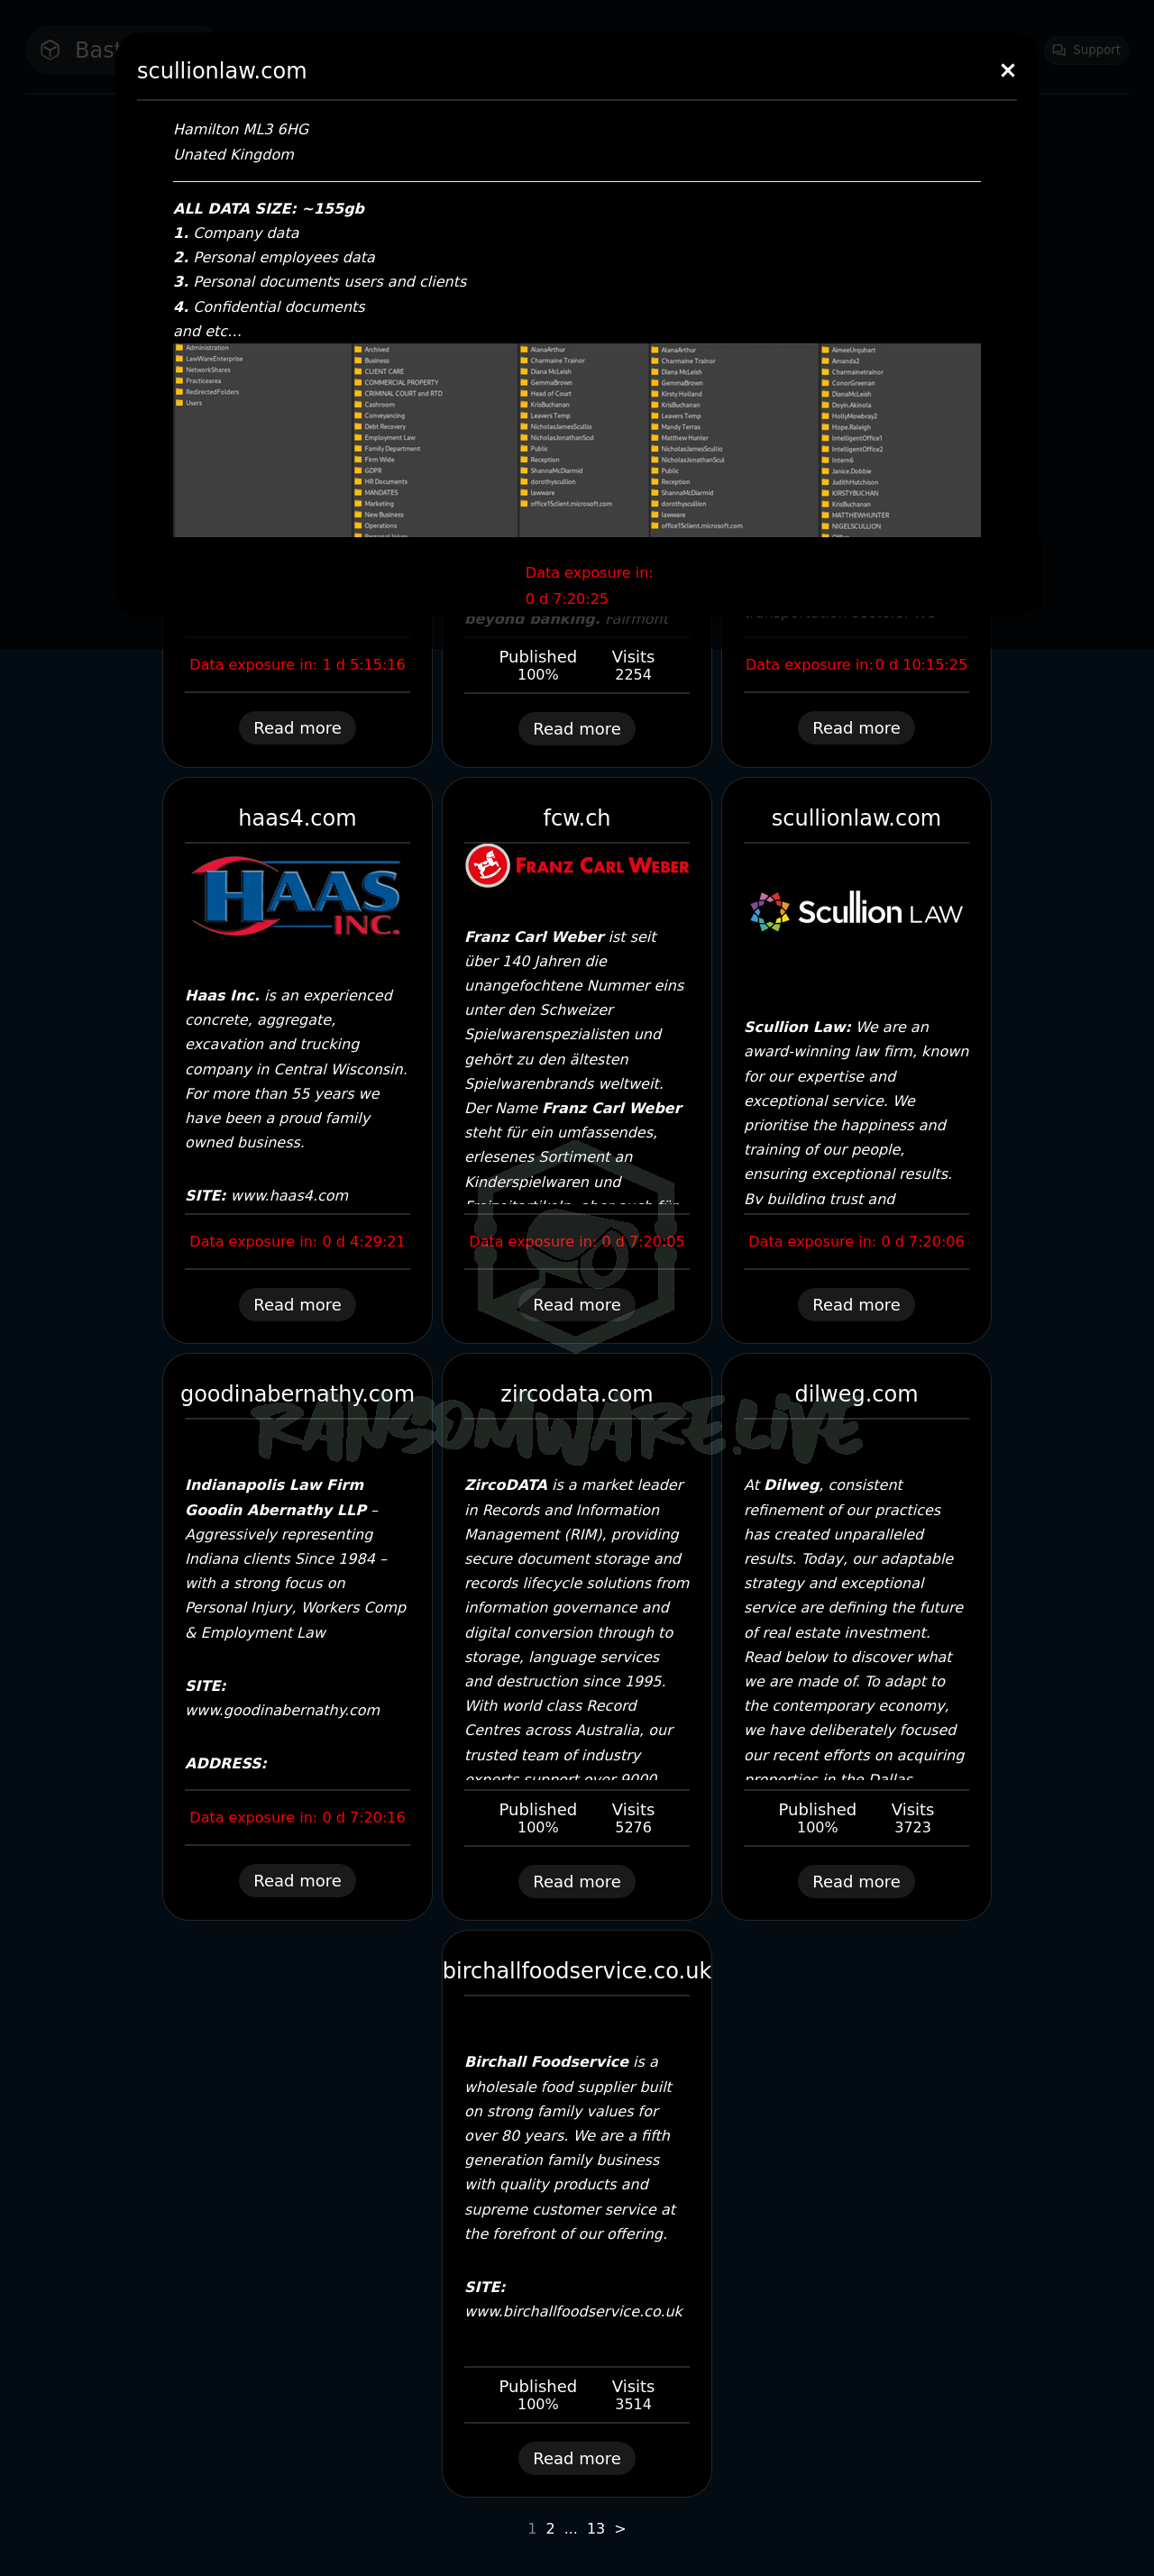 Bast
Support
scullionlaw.com
×
Hamilton ML3 6HG
Unated Kingdom
ALL DATA SIZE: ~155gb
1. Company data
2. Personal employees data
3. Personal documents users and clients
4. Confidential documents
and etc...
Administration
LawWareEnterprise
NetworkShares
Practicearea
RedirectedFolders
Users
Archived
Business
CLIENT CARE
COMMERCIAL PROPERTY
CRIMINAL COURT and RTD
Cashroom
Conveyancing
Debt Recovery
Employment Law
Family Department
Firm Wide
GDPR
HR Documents
MANDATES
Marketing
New Business
Operations
Personal Injury
AlanaArthur
Charmaine Trainor
Diana McLeish
GemmaBrown
Head of Court
KrisBuchanan
Leavers Temp
NicholasJamesScullio
NicholasJonathanScul
Public
Reception
ShannaMcDiarmid
dorothyscullion
lawware
office15client.microsoft.com
AlanaArthur
Charmaine Trainor
Diana McLeish
GemmaBrown
Kirsty Holland
KrisBuchanan
Leavers Temp
Mandy Terras
Matthew Hunter
NicholasJamesScullio
NicholasJonathanScul
Public
Reception
ShannaMcDiarmid
dorothyscullion
lawware
office15client.microsoft.com
AimeeUrquhart
Amanda2
Charmainetrainor
ConorGreenan
DianaMcLeish
Doyin.Akinola
HollyMowbray2
Hope.Raleigh
IntelligentOffice1
IntelligentOffice2
Intern6
Janice.Dobbie
JudithHutchison
KIRSTYBUCHAN
KrisBuchanan
MATTHEWHUNTER
NIGELSCULLION
Data exposure in:
0 d 7:20:25
Data exposure in: 1 d 5:15:16
Read more
beyond banking. Fairmont
Published Visits
100% 2254
Read more
Data exposure in: 0 d 10:15:25
Read more
haas4.com
HAAS
INC.
Haas Inc. is an experienced
concrete, aggregate,
excavation and trucking
company in Central Wisconsin.
For more than 55 years we
have been a proud family
owned business.
SITE: www.haas4.com
Data exposure in: 0 d 4:29:21
Read more
fcw.ch
FRANZ CARL WEBER
Franz Carl Weber ist seit
über 140 Jahren die
unangefochtene Nummer eins
unter den Schweizer
Spielwarenspezialisten und
gehört zu den ältesten
Spielwarenbrands weltweit.
Der Name Franz Carl Weber
steht für ein umfassendes,
erlesenes Sortiment an
Kinderspielwaren und
Freizeitartikeln, aber auch für
Data exposure in: 0 d 7:20:05
Read more
scullionlaw.com
Scullion LAW
Scullion Law: We are an
award-winning law firm, known
for our expertise and
exceptional service. We
prioritise the happiness and
training of our people,
ensuring exceptional results.
By building trust and
Data exposure in: 0 d 7:20:06
Read more
RANSOMWARE.LIVE
goodinabernathy.com
Indianapolis Law Firm
Goodin Abernathy LLP –
Aggressively representing
Indiana clients Since 1984 –
with a strong focus on
Personal Injury, Workers Comp
& Employment Law
SITE:
www.goodinabernathy.com
ADDRESS:
Data exposure in: 0 d 7:20:16
Read more
zircodata.com
ZircoDATA is a market leader
in Records and Information
Management (RIM), providing
secure document storage and
records lifecycle solutions from
information governance and
digital conversion through to
storage, language services
and destruction since 1995.
With world class Record
Centres across Australia, our
trusted team of industry
experts support over 9000
Published Visits
100% 5276
Read more
dilweg.com
At Dilweg, consistent
refinement of our practices
has created unparalleled
results. Today, our adaptable
strategy and exceptional
service are defining the future
of real estate investment.
Read below to discover what
we are made of. To adapt to
the contemporary economy,
we have deliberately focused
our recent efforts on acquiring
properties in the Dallas
Published Visits
100% 3723
Read more
birchallfoodservice.co.uk
Birchall Foodservice is a
wholesale food supplier built
on strong family values for
over 80 years. We are a fifth
generation family business
with quality products and
supreme customer service at
the forefront of our offering.
SITE:
www.birchallfoodservice.co.uk
Published Visits
100% 3514
Read more
1 2 ... 13 >